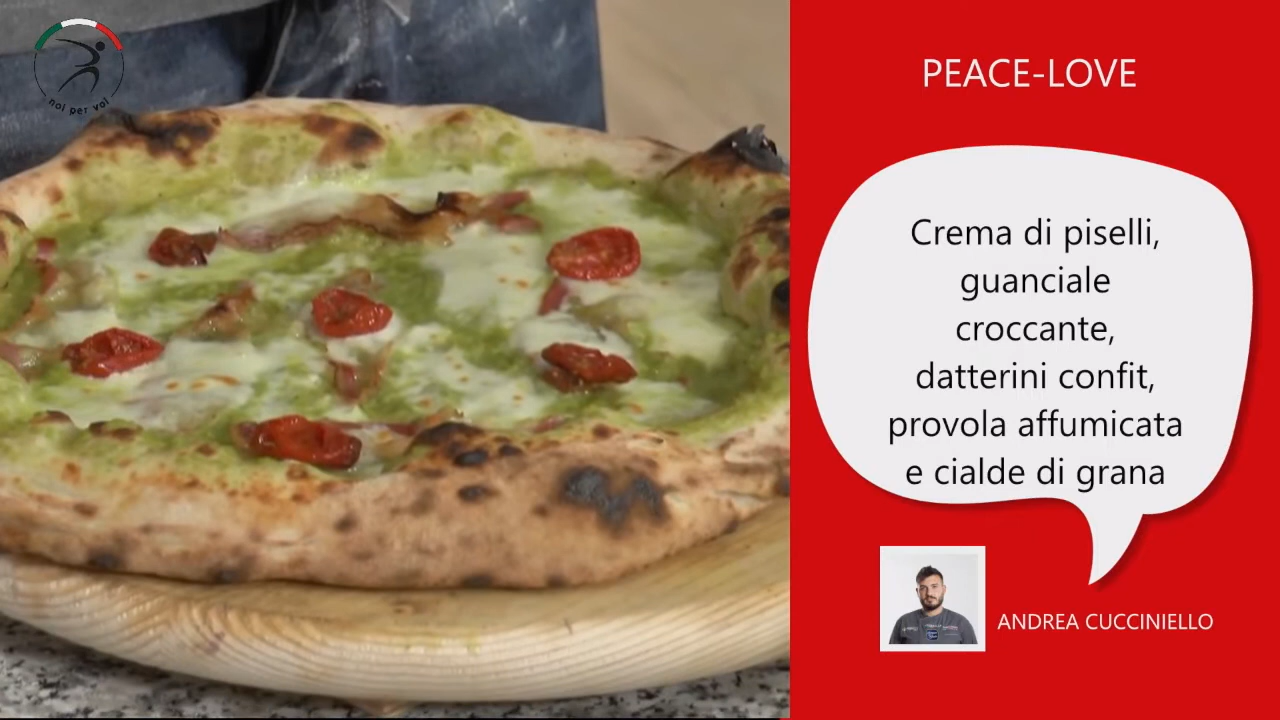 noi per voi
PEACE-LOVE
Crema di piselli,
guanciale
croccante,
datterini confit,
provola affumicata
e cialde di grana
ANDREA CUCCINIELLO